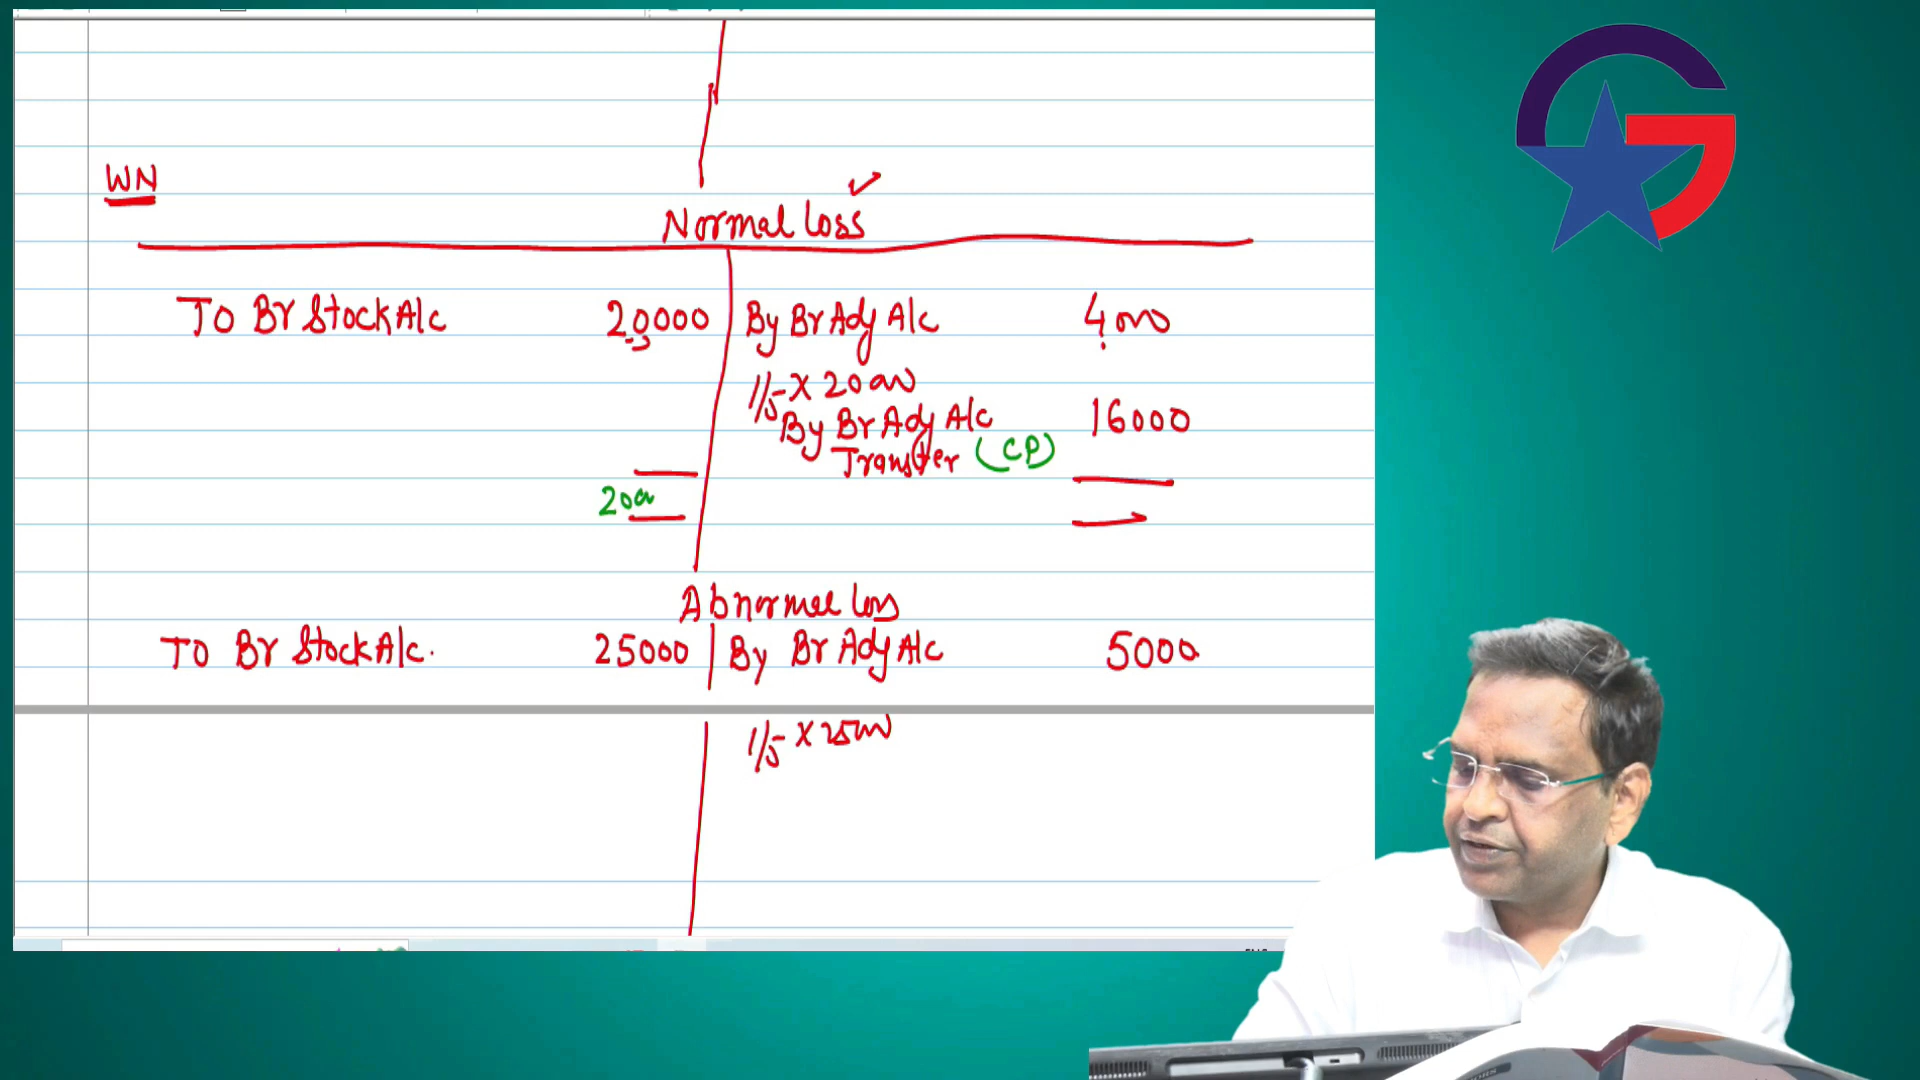 WN
Normal loss
To Br Stock A/c 20000 By Br Adj A/c 4000
1/5 x 20000
By Br Adj A/c 16000
Transfer (CP)
2000
Abnormal loss
To Br Stock A/c. 25000 By Br Adj A/c 5000
1/5 x 25000